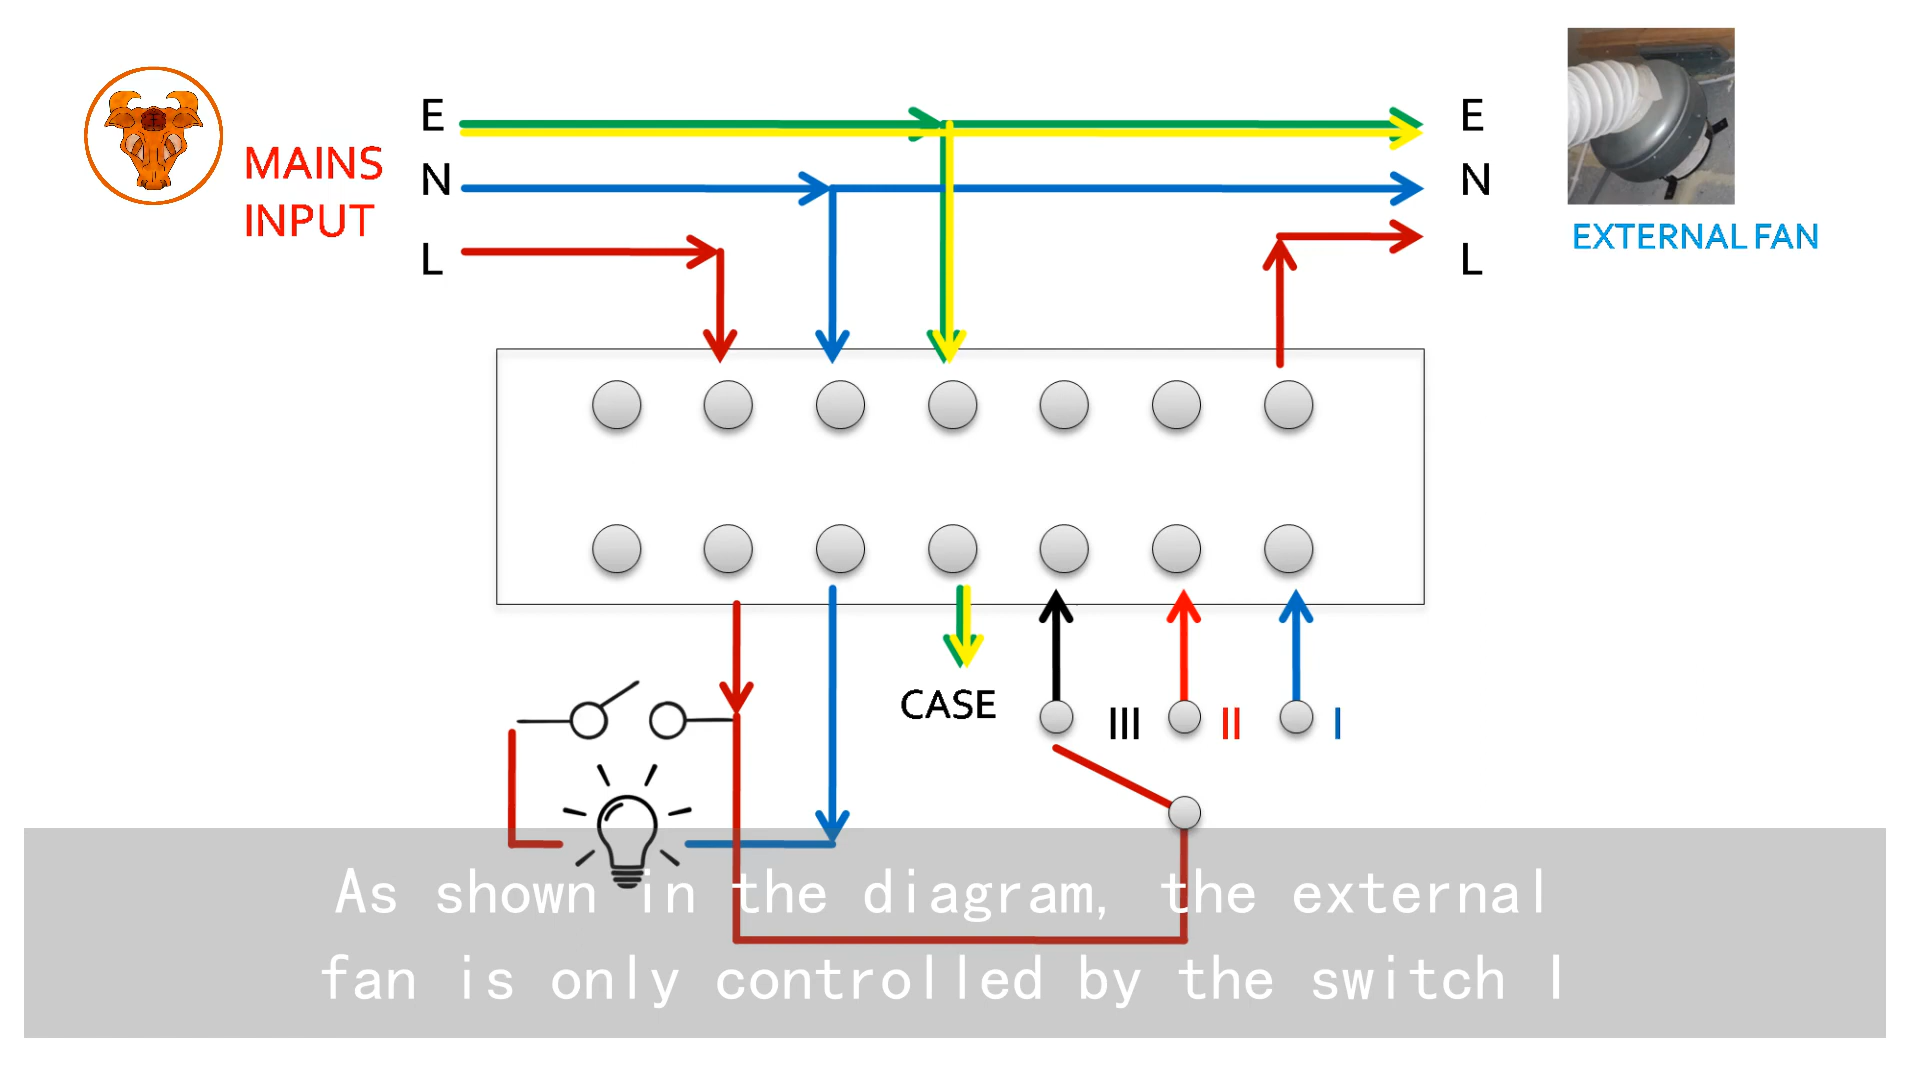 MAINS
INPUT
E
N
L
E
N
L
EXTERNAL FAN
CASE
III
II
I
As shown in the diagram, the external
fan is only controlled by the switch I